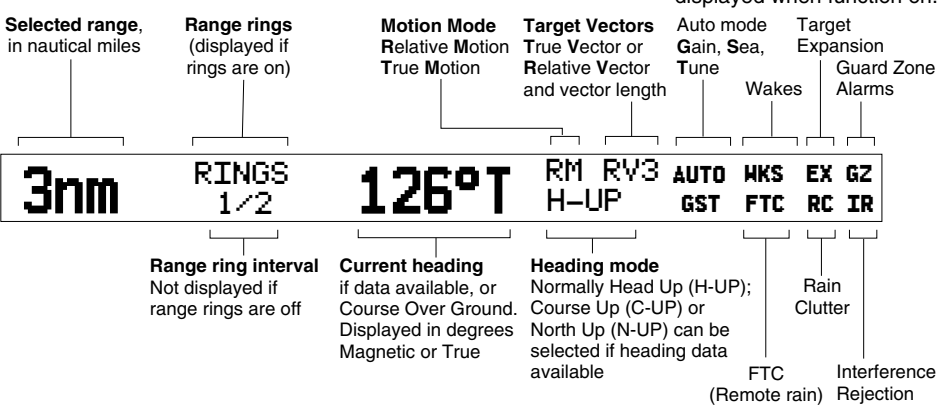 displayed when function on.
Selected range,
in nautical miles
Range rings
(displayed if
rings are on)
Motion Mode
Relative Motion
True Motion
Target Vectors
True Vector or
Relative Vector
and vector length
Auto mode
Gain, Sea,
Tune
Wakes
Target
Expansion
Guard Zone
Alarms
3nm
RINGS
1/2
126°T
RM RV3
H-UP
AUTO
GST
WKS
FTC
EX
RC
GZ
IR
Range ring interval
Not displayed if
range rings are off
Current heading
if data available, or
Course Over Ground.
Displayed in degrees
Magnetic or True
Heading mode
Normally Head Up (H-UP);
Course Up (C-UP) or
North Up (N-UP) can be
selected if heading data
available
FTC
(Remote rain)
Rain
Clutter
Interference
Rejection